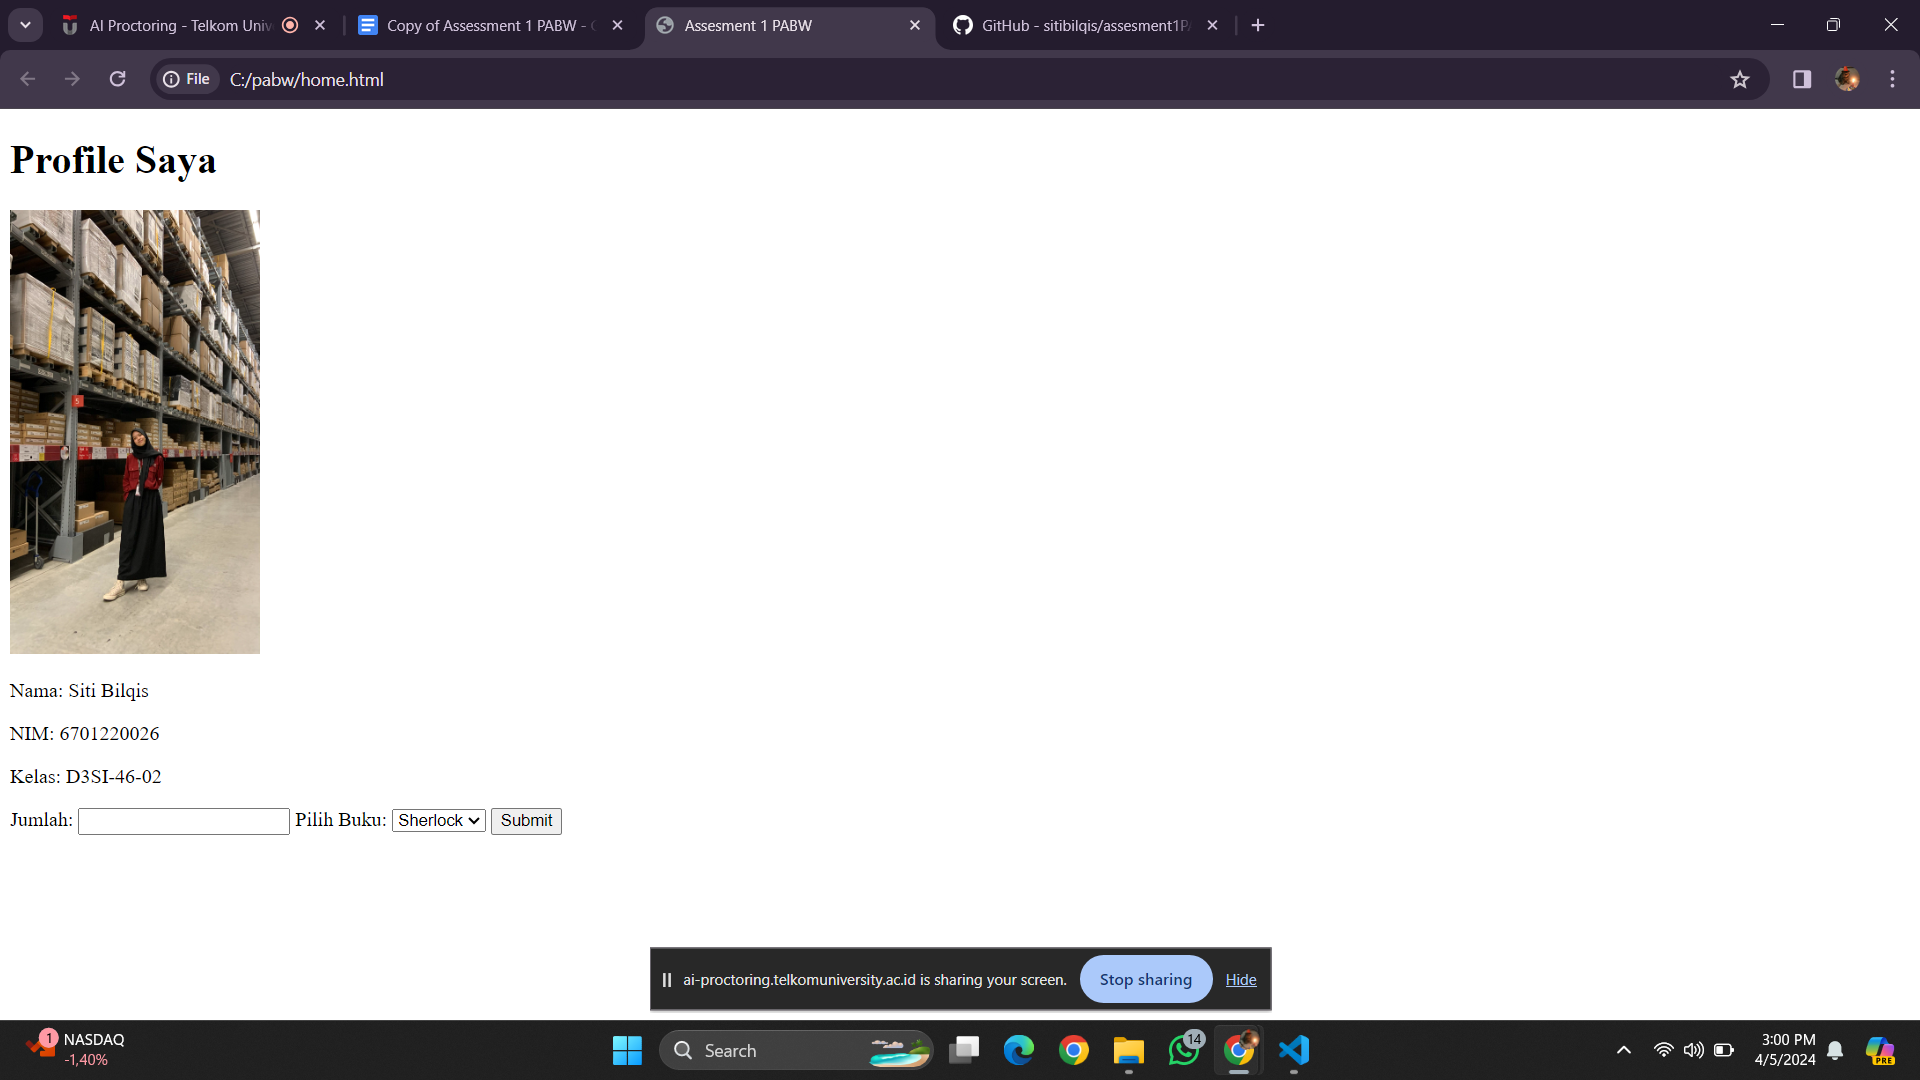 AI Proctoring - Telkom Univ
Copy of Assessment 1 PABW -
Assesment 1 PABW
GitHub - sitibilqis/assesment1P
File
C:/pabw/home.html
Profile Saya
5
Nama: Siti Bilqis
NIM: 6701220026
Kelas: D3SI-46-02
Jumlah: Pilih Buku: Sherlock Submit
ai-proctoring.telkomuniversity.ac.id is sharing your screen. Stop sharing Hide
1
NASDAQ
-1,40%
Search
14
3:00 PM
4/5/2024
PRE